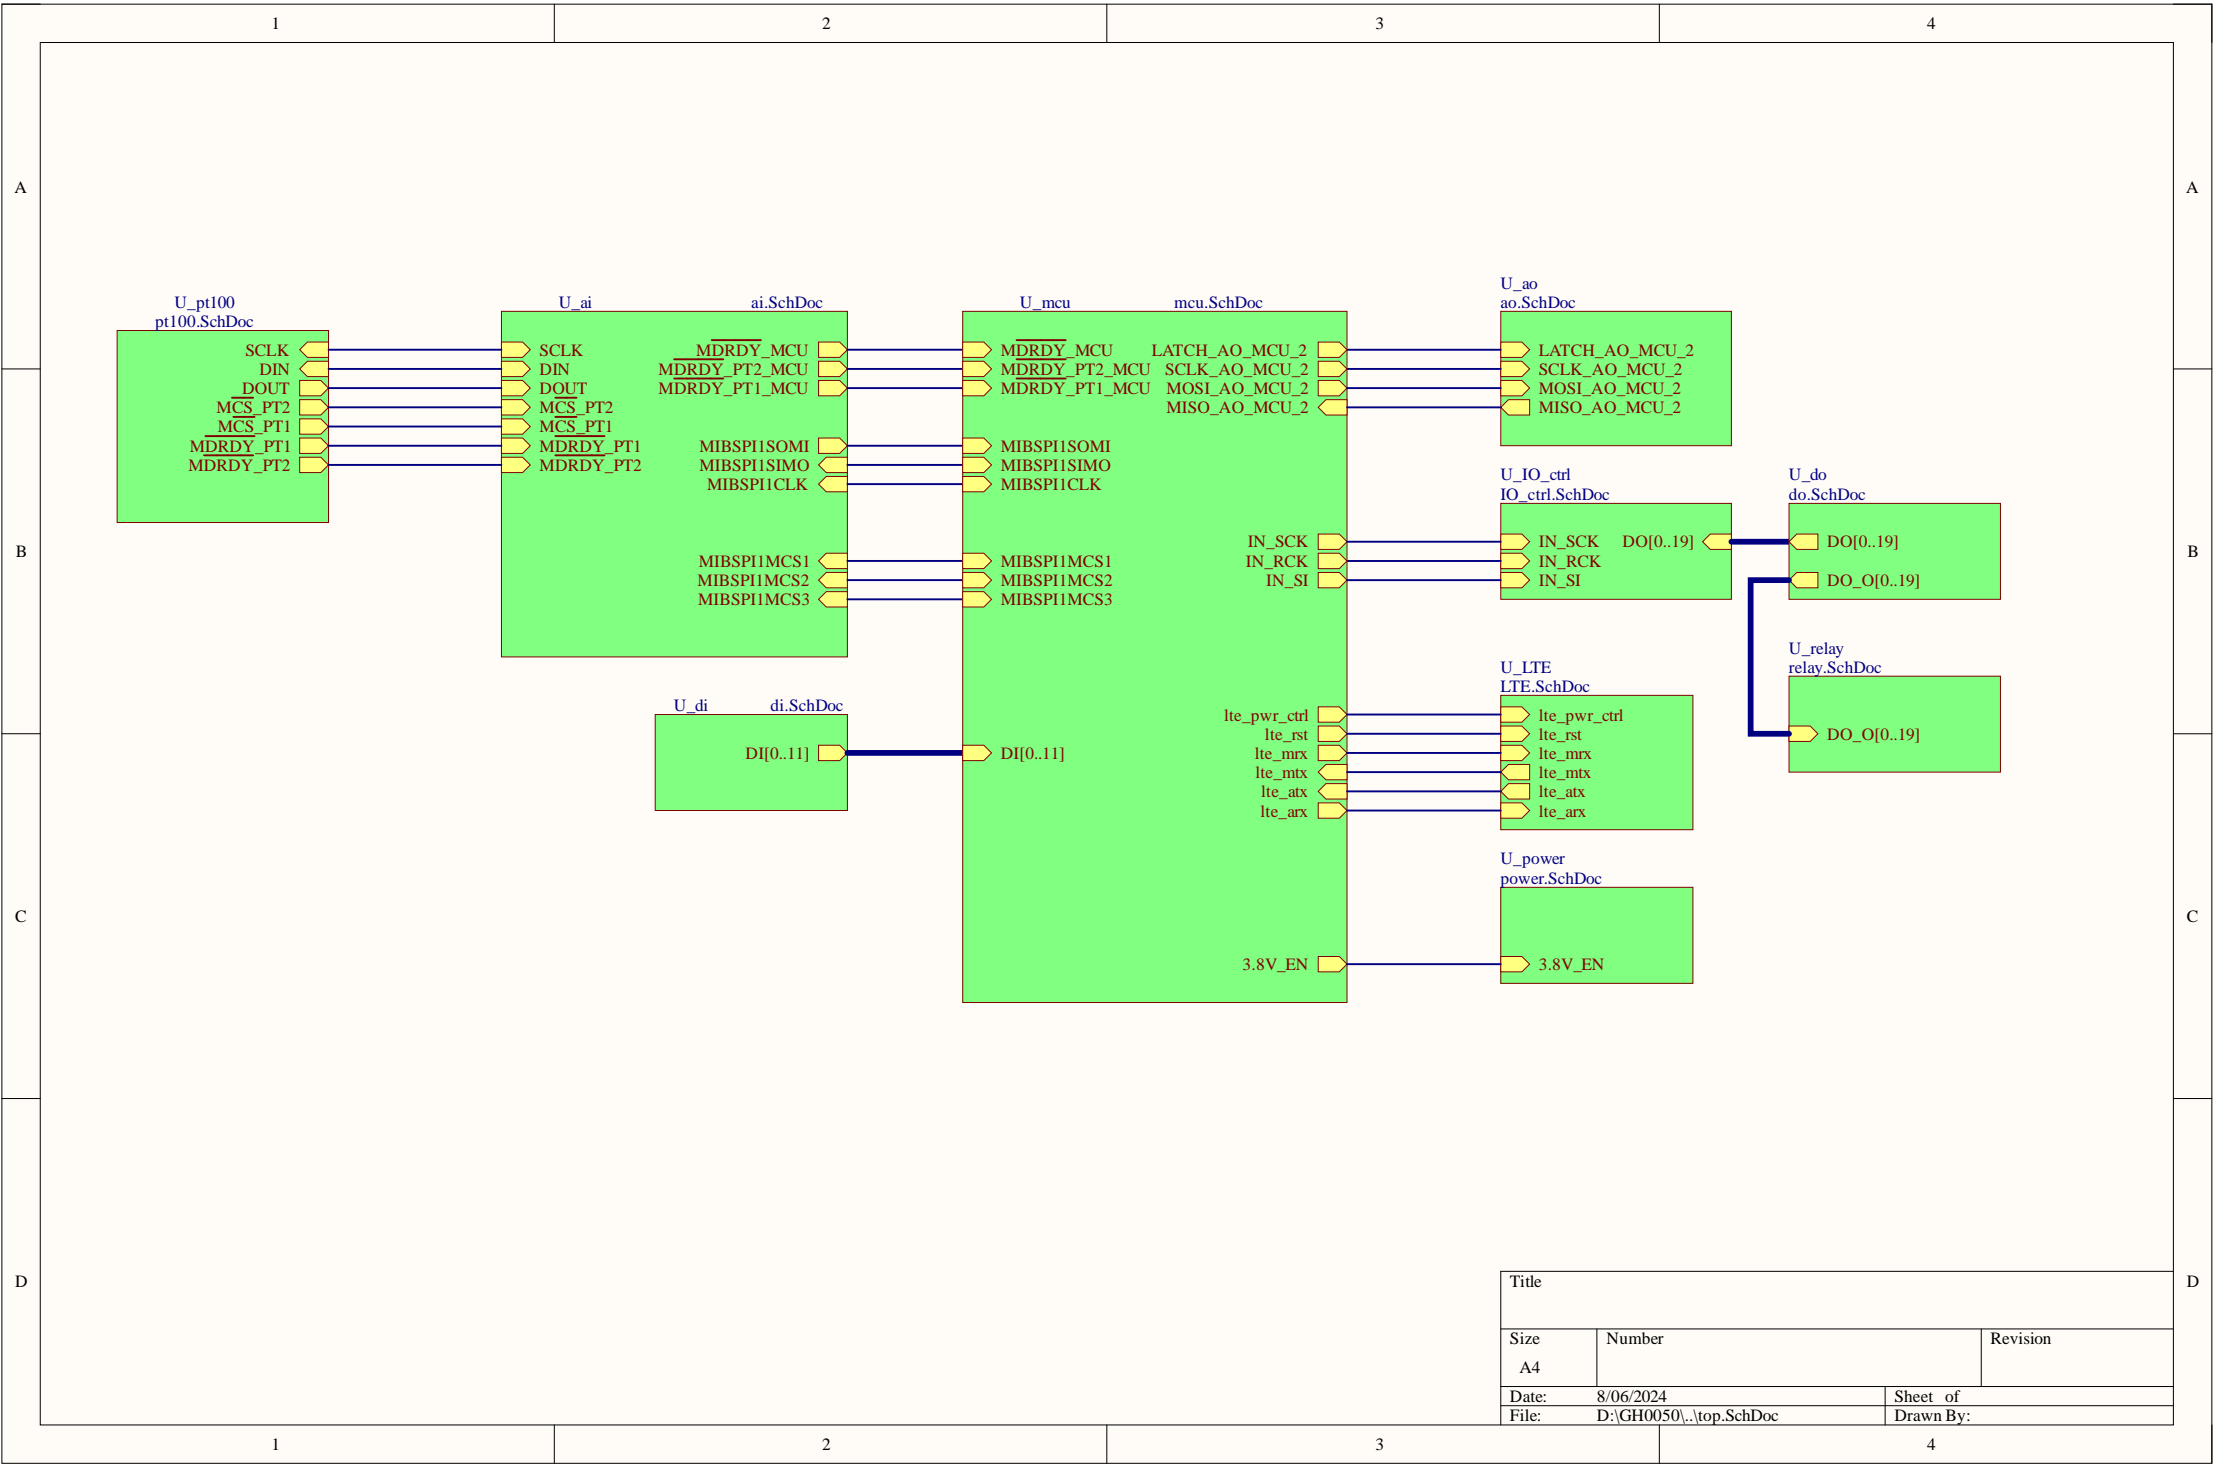 1 2 3 4
A A
B B
C C
D D
U_pt100
pt100.SchDoc
SCLK
DIN
DOUT
MCS_PT2
MCS_PT1
MDRDY_PT1
MDRDY_PT2
U_ai ai.SchDoc
SCLK MDRDY_MCU
DIN MDRDY_PT2_MCU
DOUT MDRDY_PT1_MCU
MCS_PT2
MCS_PT1
MDRDY_PT1 MIBSPI1SOMI
MDRDY_PT2 MIBSPI1SIMO
MIBSPI1CLK
MIBSPI1MCS1
MIBSPI1MCS2
MIBSPI1MCS3
U_di di.SchDoc
DI[0..11]
U_mcu mcu.SchDoc
MDRDY_MCU LATCH_AO_MCU_2
MDRDY_PT2_MCU SCLK_AO_MCU_2
MDRDY_PT1_MCU MOSI_AO_MCU_2
MISO_AO_MCU_2
MIBSPI1SOMI
MIBSPI1SIMO
MIBSPI1CLK
IN_SCK
MIBSPI1MCS1 IN_RCK
MIBSPI1MCS2 IN_SI
MIBSPI1MCS3
lte_pwr_ctrl
lte_rst
DI[0..11] lte_mrx
lte_mtx
lte_atx
lte_arx
3.8V_EN
U_ao
ao.SchDoc
LATCH_AO_MCU_2
SCLK_AO_MCU_2
MOSI_AO_MCU_2
MISO_AO_MCU_2
U_IO_ctrl
IO_ctrl.SchDoc
IN_SCK DO[0..19]
IN_RCK
IN_SI
U_do
do.SchDoc
DO[0..19]
DO_O[0..19]
U_relay
relay.SchDoc
DO_O[0..19]
U_LTE
LTE.SchDoc
lte_pwr_ctrl
lte_rst
lte_mrx
lte_mtx
lte_atx
lte_arx
U_power
power.SchDoc
3.8V_EN
Title
Size Number Revision
A4
Date: 8/06/2024 Sheet of
File: D:\GH0050\..\top.SchDoc Drawn By:
1 2 3 4